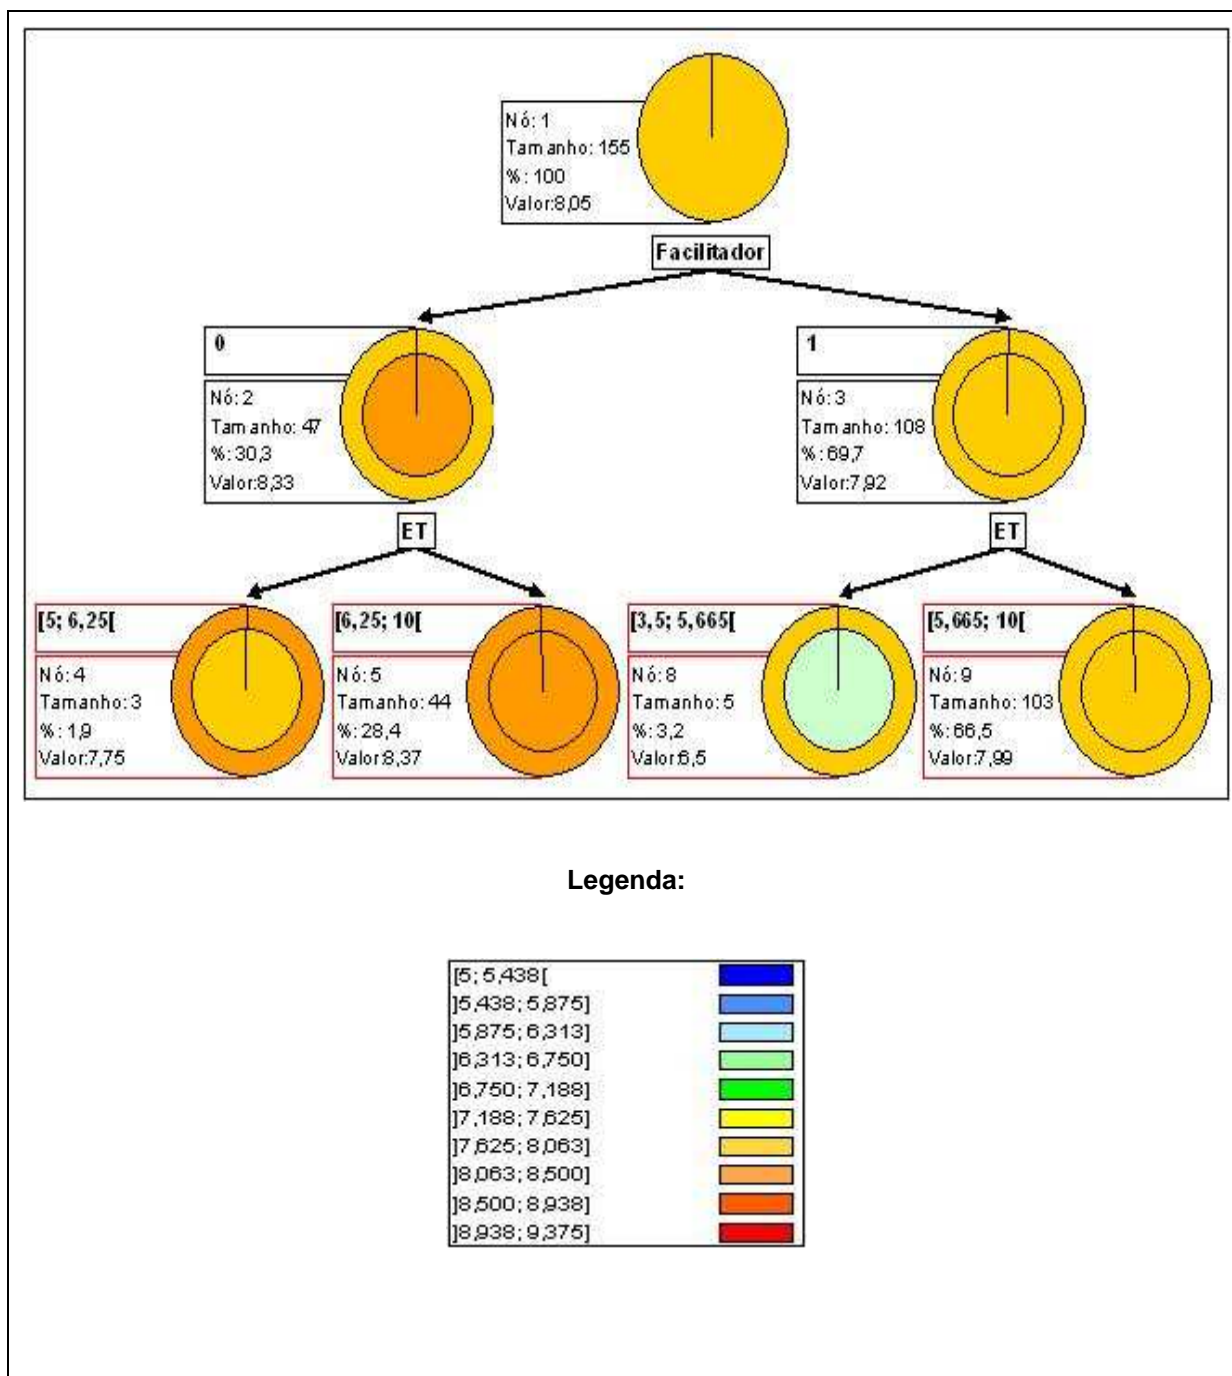 Nó: 1
Tamanho: 155
%: 100
Valor:8,05
Facilitador
0
Nó: 2
Tamanho: 47
%: 30,3
Valor:8,33
1
Nó: 3
Tamanho: 108
%: 69,7
Valor:7,92
ET
ET
[5; 6,25[
Nó: 4
Tamanho: 3
%: 1,9
Valor:7,75
[6,25; 10[
Nó: 5
Tamanho: 44
%: 28,4
Valor:8,37
[3,5; 5,665[
Nó: 8
Tamanho: 5
%: 3,2
Valor:6,5
[5,665; 10[
Nó: 9
Tamanho: 103
%: 66,5
Valor:7,99
Legenda:
[5; 5,438[
]5,438; 5,875]
]5,875; 6,313]
]6,313; 6,750]
]6,750; 7,188]
]7,188; 7,625]
]7,625; 8,063]
]8,063; 8,500]
]8,500; 8,938]
]8,938; 9,375]